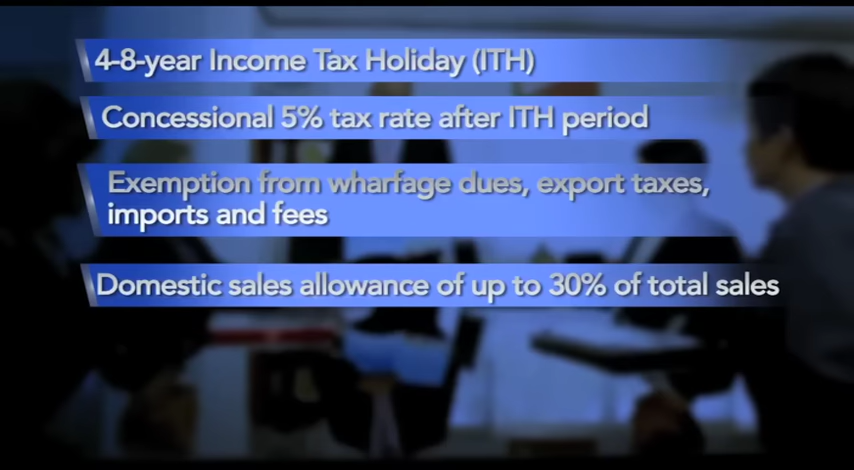 4-8-year Income Tax Holiday (ITH)
Concessional 5% tax rate after ITH period
Exemption from wharfage dues, export taxes,
imports and fees
Domestic sales allowance of up to 30% of total sales